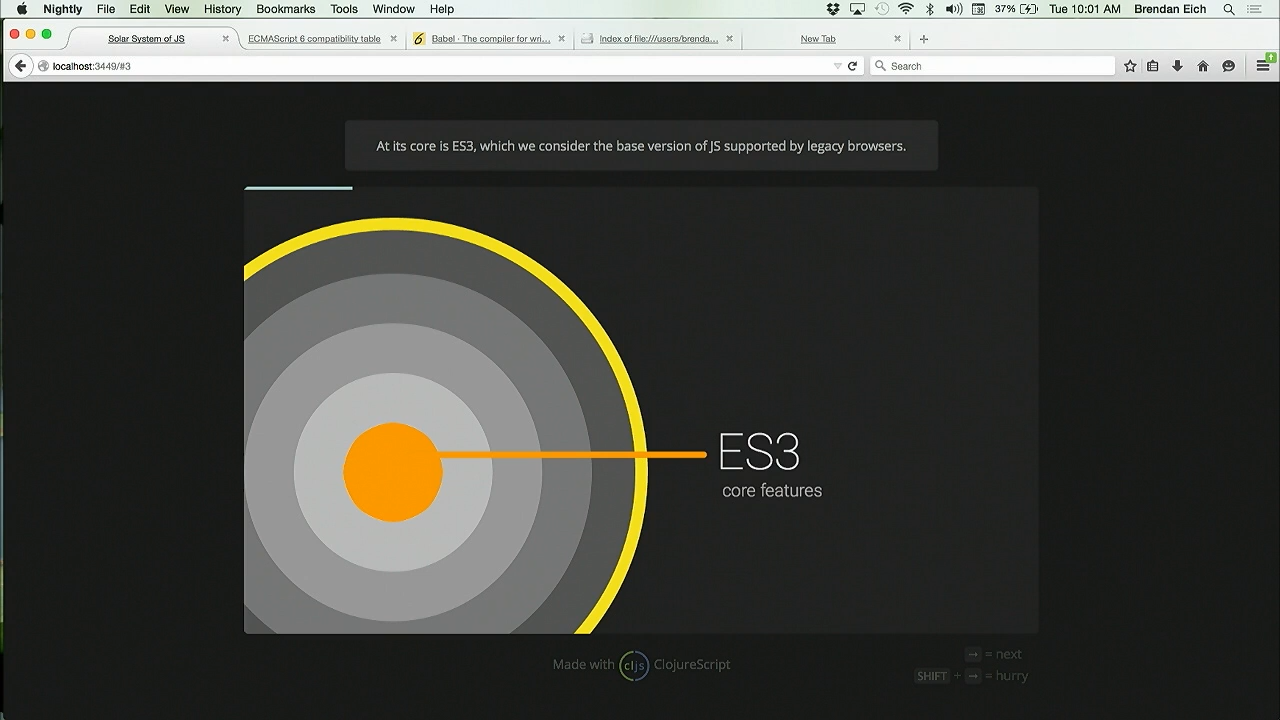 Nightly File Edit View History Bookmarks Tools Window Help 37% Tue 10:01 AM Brendan Eich
Solar System of JS ECMAScript 6 compatibility table 6 Babel · The compiler for wri... Index of file:///users/brenda... New Tab
localhost:3449/#3 Search
At its core is ES3, which we consider the base version of JS supported by legacy browsers.
ES3
core features
Made with cljs ClojureScript
→ = next
SHIFT + → = hurry